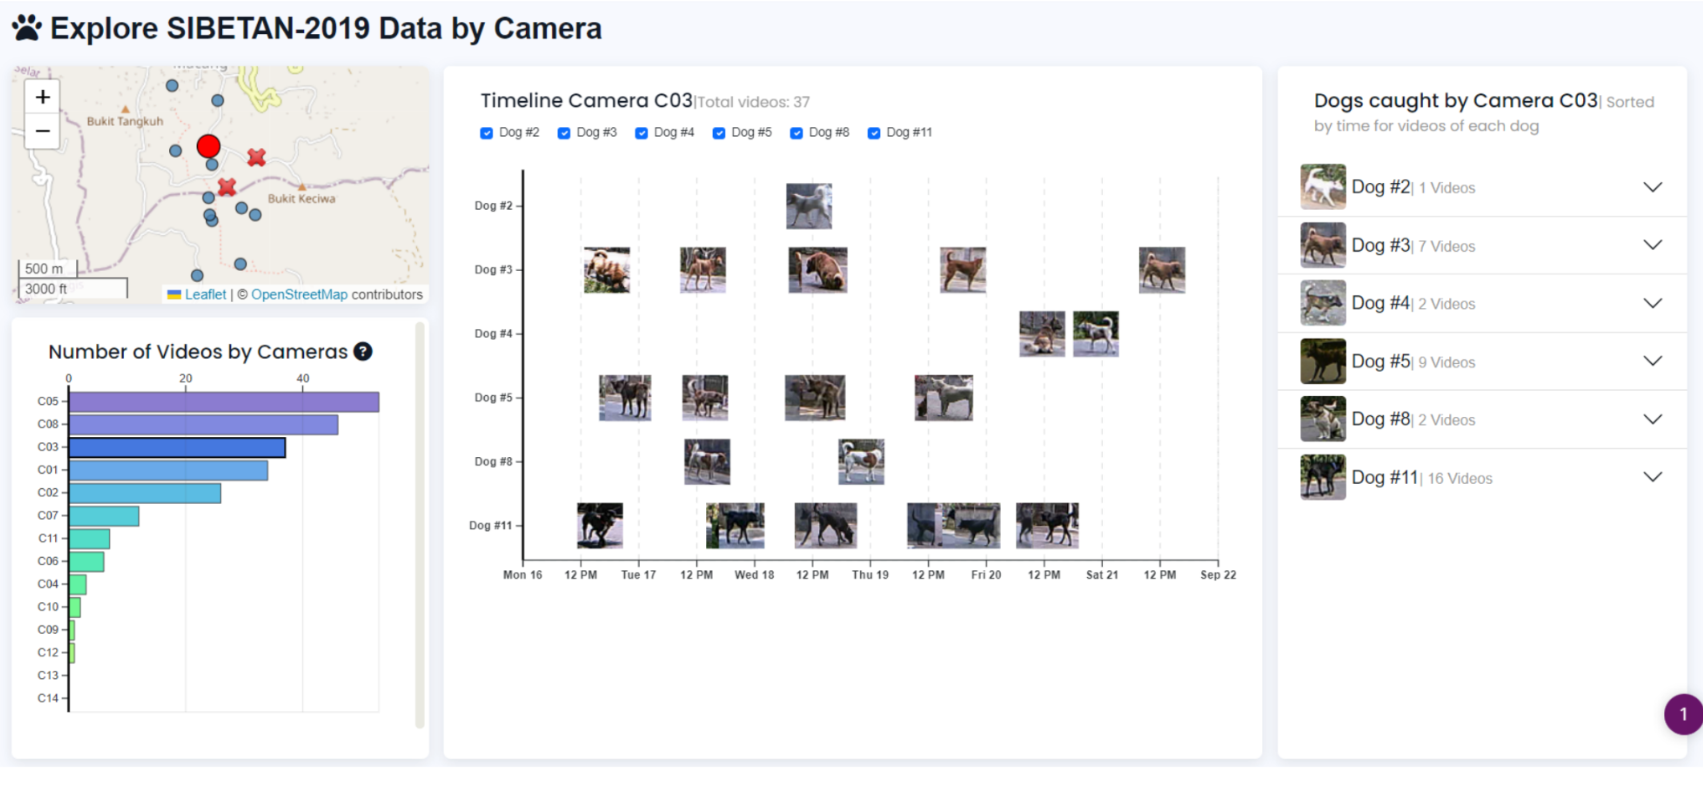 Explore SIBETAN-2019 Data by Camera
+
−
Bukit Tangkuh
Bukit Keciwa
500 m
3000 ft
Leaflet | © OpenStreetMap contributors
Number of Videos by Cameras ?
0 20 40
C05
C08
C03
C01
C02
C07
C11
C06
C04
C10
C09
C12
C13
C14
Timeline Camera C03|Total videos: 37
Dog #2 Dog #3 Dog #4 Dog #5 Dog #8 Dog #11
Dog #2
Dog #3
Dog #4
Dog #5
Dog #8
Dog #11
Mon 16 12 PM Tue 17 12 PM Wed 18 12 PM Thu 19 12 PM Fri 20 12 PM Sat 21 12 PM Sep 22
Dogs caught by Camera C03| Sorted
by time for videos of each dog
Dog #2| 1 Videos
Dog #3| 7 Videos
Dog #4| 2 Videos
Dog #5| 9 Videos
Dog #8| 2 Videos
Dog #11| 16 Videos
1